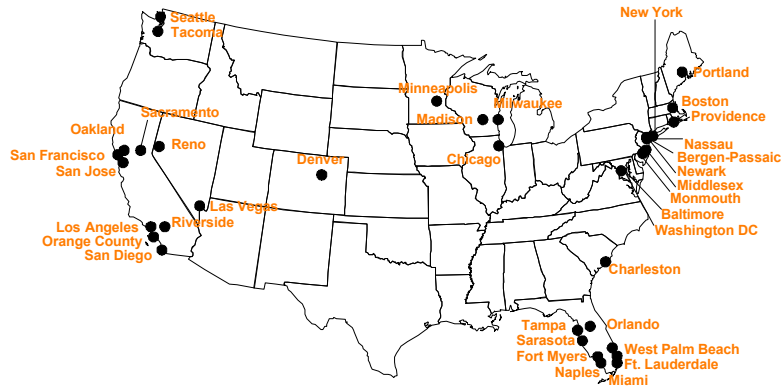 New York
Seattle
Tacoma
Portland
Minneapolis
Boston
Milwaukee
Madison
Providence
Sacramento
Oakland
Reno
Nassau
San Francisco
Chicago
Bergen-Passaic
Denver
San Jose
Newark
Middlesex
Monmouth
Las Vegas
Baltimore
Los Angeles
Riverside
Washington DC
Orange County
San Diego
Charleston
Tampa
Orlando
Sarasota
West Palm Beach
Fort Myers
Ft. Lauderdale
Naples
Miami